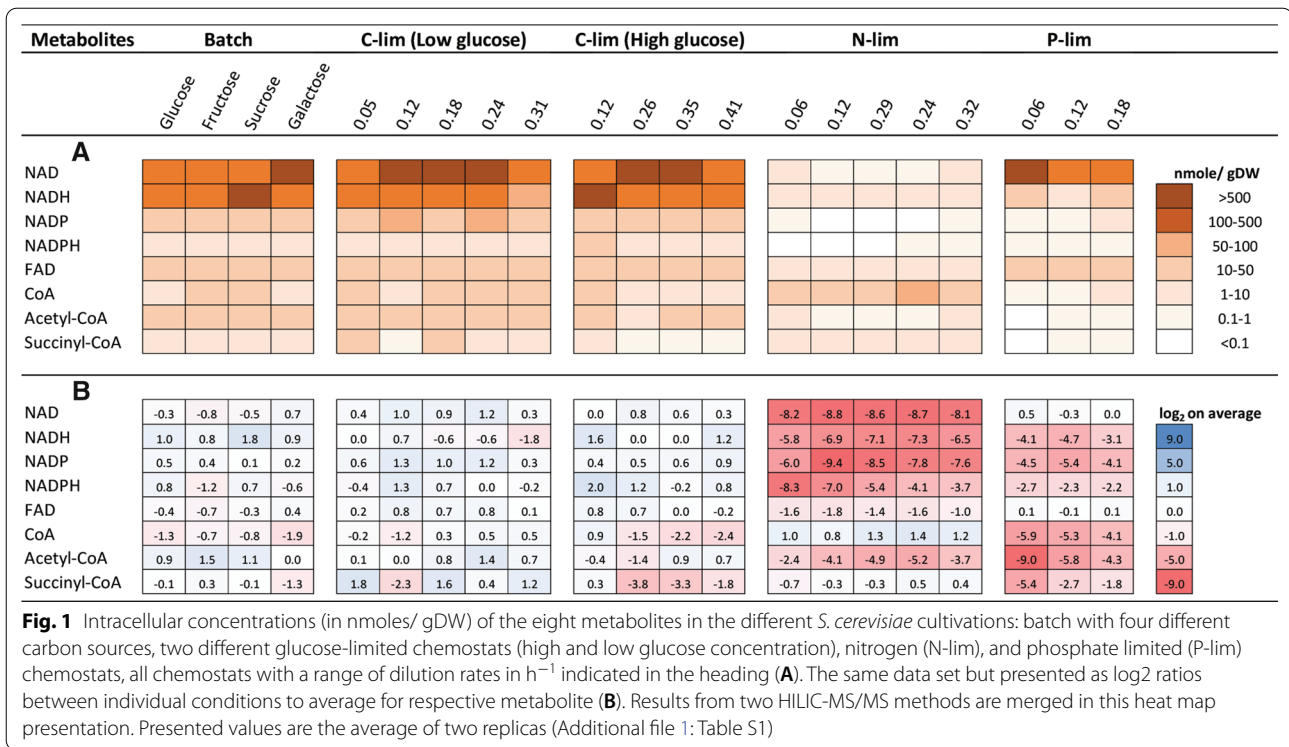 Metabolites Batch C-lim (Low glucose) C-lim (High glucose) N-lim P-lim
Glucose Fructose Sucrose Galactose 0.05 0.12 0.18 0.24 0.31 0.12 0.26 0.35 0.41 0.06 0.12 0.29 0.24 0.32 0.06 0.12 0.18
A
NAD nmole/ gDW
NADH >500
NADP 100-500
NADPH 50-100
FAD 10-50
CoA 1-10
Acetyl-CoA 0.1-1
Succinyl-CoA <0.1
B
NAD -0.3 -0.8 -0.5 0.7 0.4 1.0 0.9 1.2 0.3 0.0 0.8 0.6 0.3 -8.2 -8.8 -8.6 -8.7 -8.1 0.5 -0.3 0.0 log2 on average
NADH 1.0 0.8 1.8 0.9 0.0 0.7 -0.6 -0.6 -1.8 1.6 0.0 0.0 1.2 -5.8 -6.9 -7.1 -7.3 -6.5 -4.1 -4.7 -3.1 9.0
NADP 0.5 0.4 0.1 0.2 0.6 1.3 1.0 1.2 0.3 0.4 0.5 0.6 0.9 -6.0 -9.4 -8.5 -7.8 -7.6 -4.5 -5.4 -4.1 5.0
NADPH 0.8 -1.2 0.7 -0.6 -0.4 1.3 0.7 0.0 -0.2 2.0 1.2 -0.2 0.8 -8.3 -7.0 -5.4 -4.1 -3.7 -2.7 -2.3 -2.2 1.0
FAD -0.4 -0.7 -0.3 0.4 0.2 0.8 0.7 0.8 0.1 0.8 0.7 0.0 -0.2 -1.6 -1.8 -1.4 -1.6 -1.0 0.1 -0.1 0.1 0.0
CoA -1.3 -0.7 -0.8 -1.9 -0.2 -1.2 0.3 0.5 0.5 0.9 -1.5 -2.2 -2.4 1.0 0.8 1.3 1.4 1.2 -5.9 -5.3 -4.1 -1.0
Acetyl-CoA 0.9 1.5 1.1 0.0 0.1 0.0 0.8 1.4 0.7 -0.4 -1.4 0.9 0.7 -2.4 -4.1 -4.9 -5.2 -3.7 -9.0 -5.8 -4.3 -5.0
Succinyl-CoA -0.1 0.3 -0.1 -1.3 1.8 -2.3 1.6 0.4 1.2 0.3 -3.8 -3.3 -1.8 -0.7 -0.3 -0.3 0.5 0.4 -5.4 -2.7 -1.8 -9.0
Fig. 1 Intracellular concentrations (in nmoles/ gDW) of the eight metabolites in the different S. cerevisiae cultivations: batch with four different
carbon sources, two different glucose-limited chemostats (high and low glucose concentration), nitrogen (N-lim), and phosphate limited (P-lim)
chemostats, all chemostats with a range of dilution rates in h−1 indicated in the heading (A). The same data set but presented as log2 ratios
between individual conditions to average for respective metabolite (B). Results from two HILIC-MS/MS methods are merged in this heat map
presentation. Presented values are the average of two replicas (Additional file 1: Table S1)